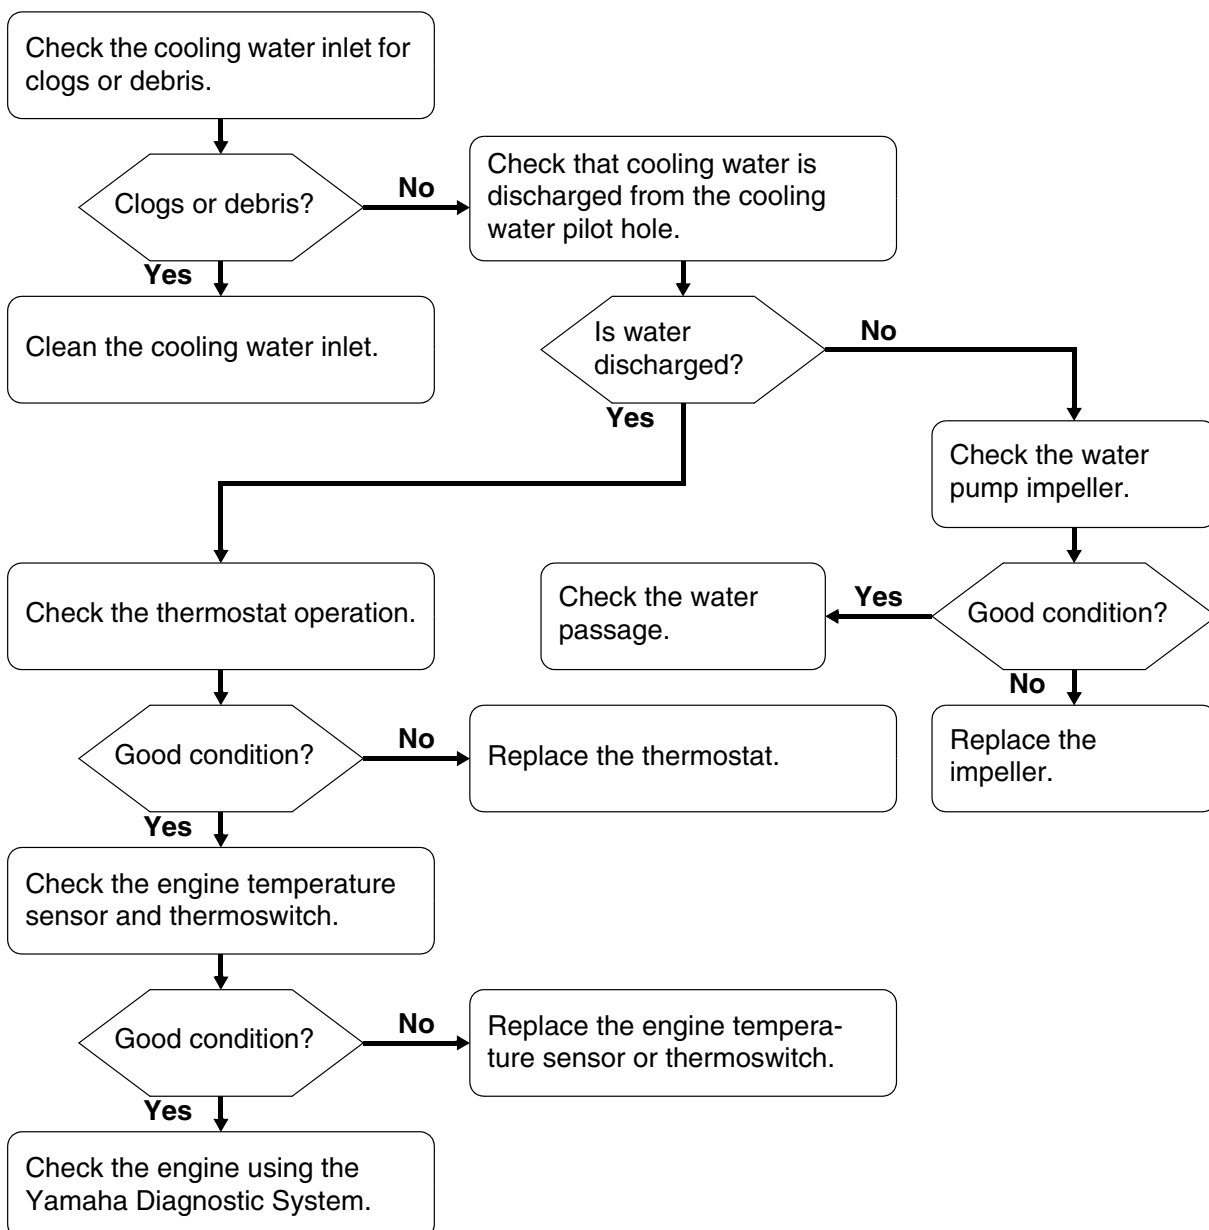 Check the cooling water inlet for
clogs or debris.
Clogs or debris?
No
Check that cooling water is
discharged from the cooling
water pilot hole.
Yes
Clean the cooling water inlet.
Is water
discharged?
No
Yes
Check the water
pump impeller.
Check the thermostat operation.
Check the water
passage.
Yes
Good condition?
No
Replace the
impeller.
Good condition?
No
Replace the thermostat.
Yes
Check the engine temperature
sensor and thermoswitch.
Good condition?
No
Replace the engine tempera-
ture sensor or thermoswitch.
Yes
Check the engine using the
Yamaha Diagnostic System.